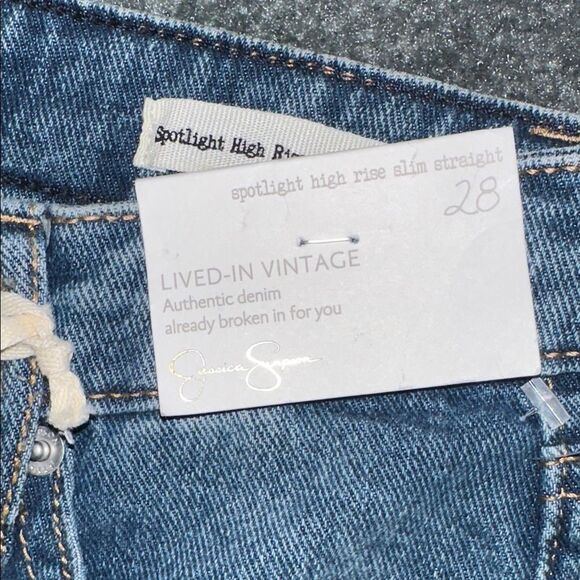 Spotlight High Ris
spotlight high rise slim straight
28
LIVED-IN VINTAGE
Authentic denim
already broken in for you
Jessica Simpson